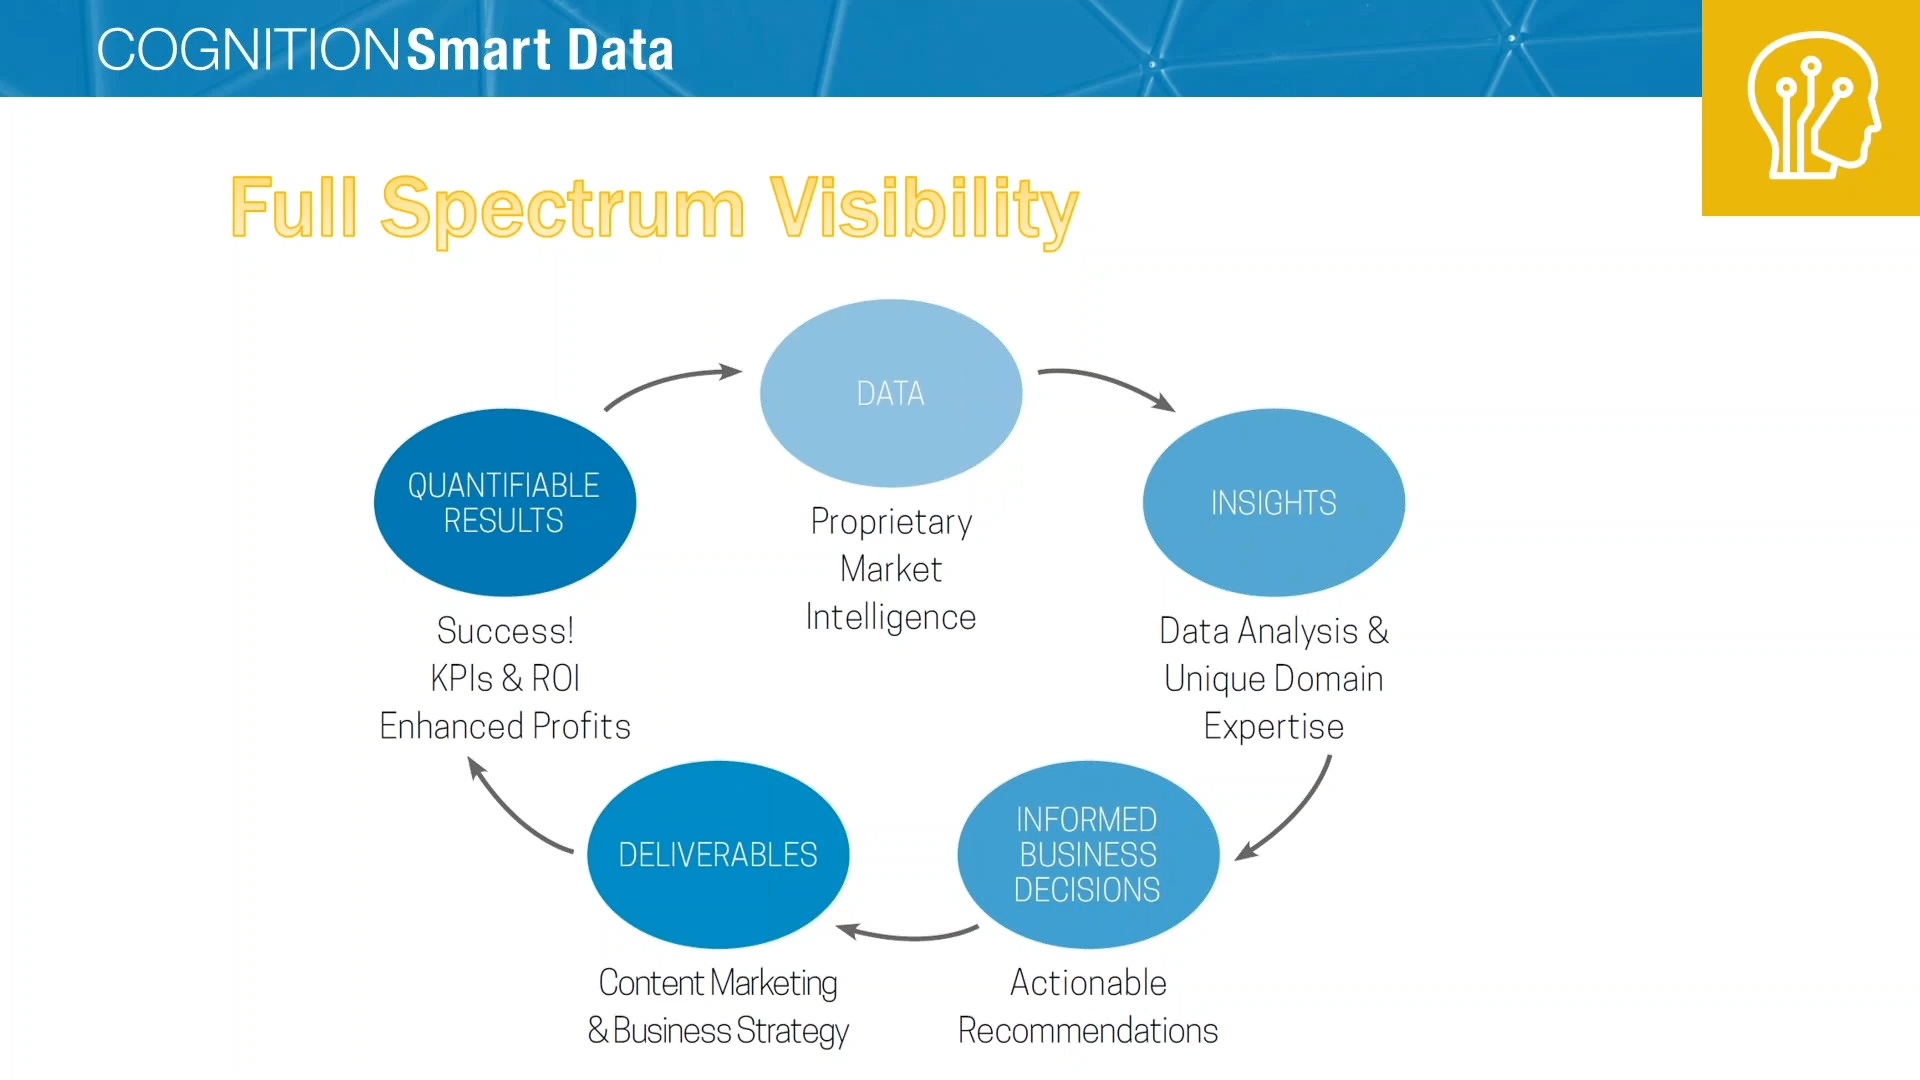 COGNITION Smart Data
Full Spectrum Visibility
DATA
Proprietary
Market
Intelligence
INSIGHTS
Data Analysis &
Unique Domain
Expertise
INFORMED
BUSINESS
DECISIONS
Actionable
Recommendations
DELIVERABLES
Content Marketing
& Business Strategy
QUANTIFIABLE
RESULTS
Success!
KPIs & ROI
Enhanced Profits